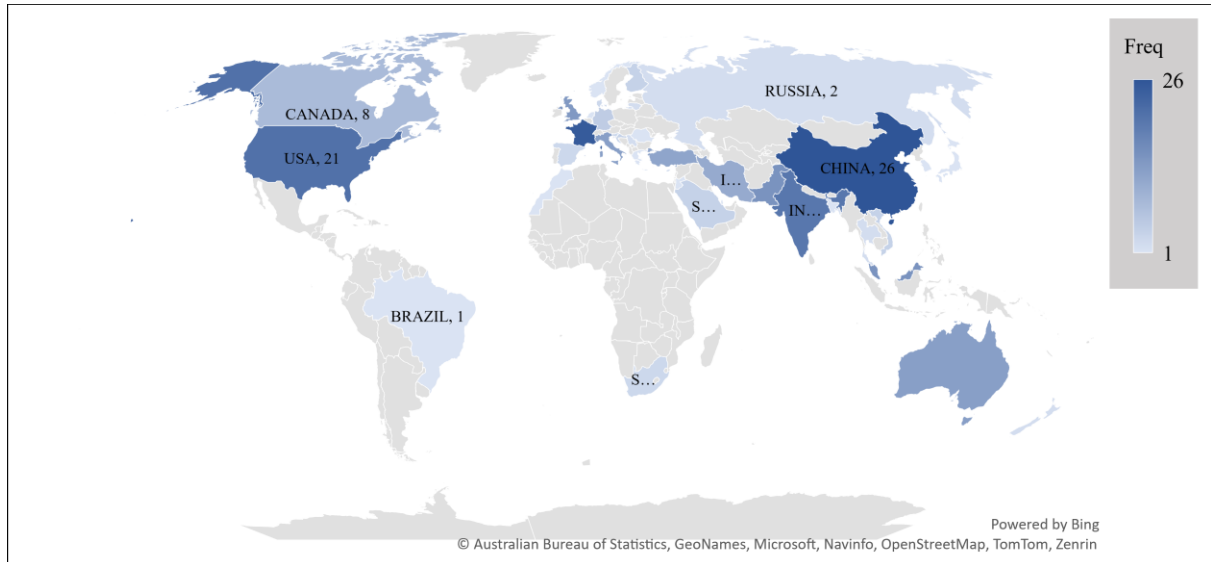 Freq
26
1
RUSSIA, 2
CANADA, 8
USA, 21
CHINA, 26
I...
S...
IN...
BRAZIL, 1
S...
Powered by Bing
© Australian Bureau of Statistics, GeoNames, Microsoft, Navinfo, OpenStreetMap, TomTom, Zenrin